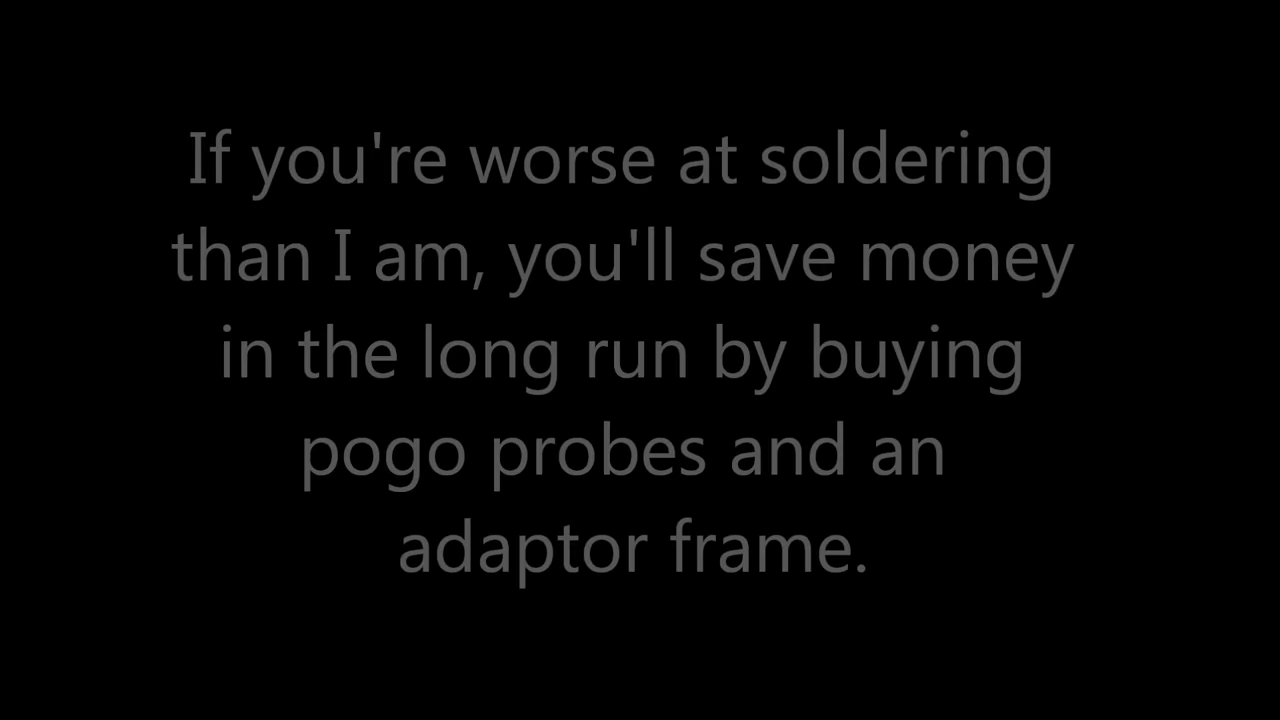 If you're worse at soldering
than I am, you'll save money
in the long run by buying
pogo probes and an
adaptor frame.